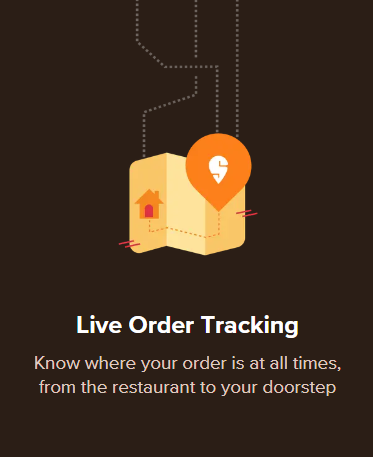 Live Order Tracking
Know where your order is at all times,
from the restaurant to your doorstep